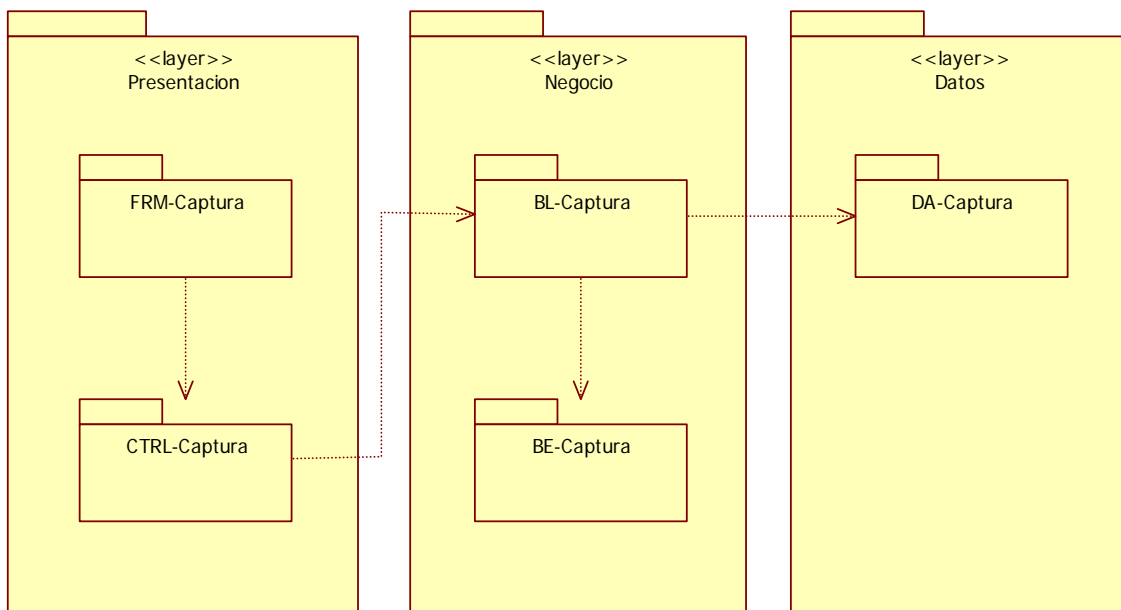 <<layer>>
Presentacion
FRM-Captura
CTRL-Captura
<<layer>>
Negocio
BL-Captura
BE-Captura
<<layer>>
Datos
DA-Captura